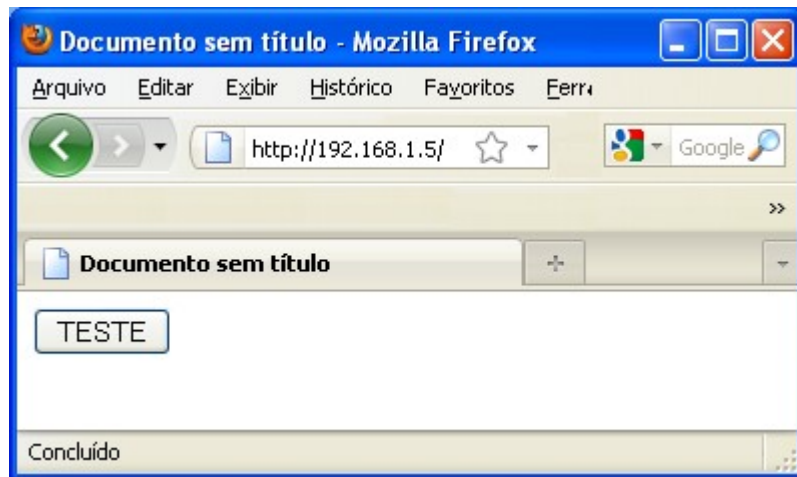 Documento sem título - Mozilla Firefox
Arquivo Editar Exibir Histórico Favoritos
http://192.168.1.5/ Google
»
Documento sem título
TESTE
Concluído